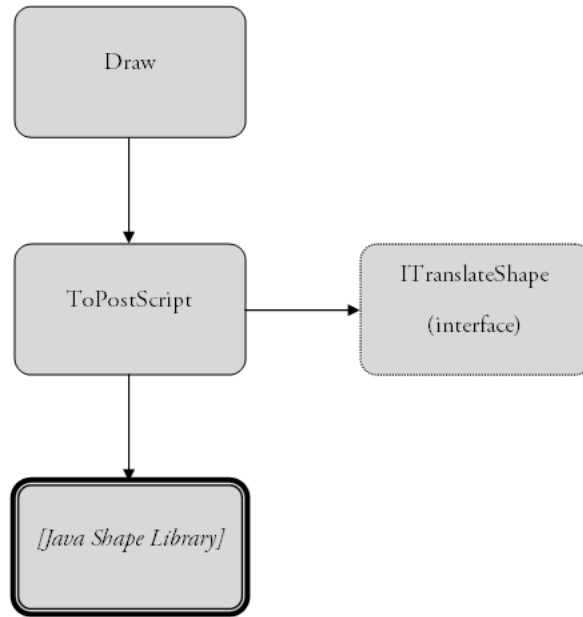 Draw
ToPostScript
ITranslateShape
(interface)
[Java Shape Library]